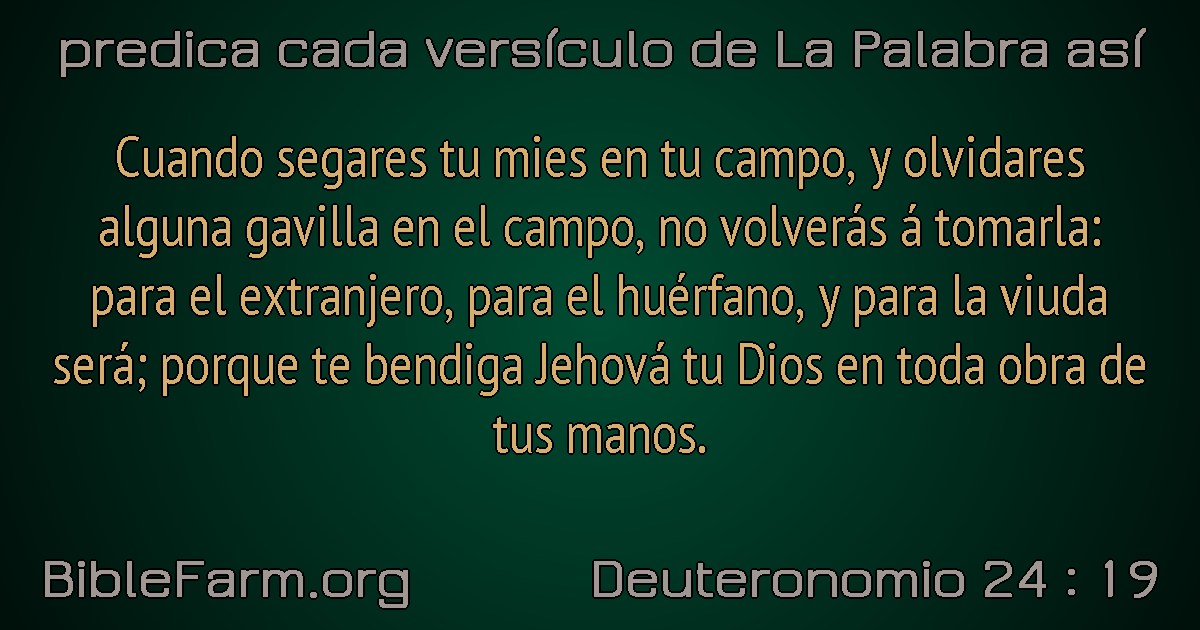 predica cada versículo de La Palabra así
Cuando segares tu mies en tu campo, y olvidares
alguna gavilla en el campo, no volverás á tomarla:
para el extranjero, para el huérfano, y para la viuda
será; porque te bendiga Jehová tu Dios en toda obra de
tus manos.
BibleFarm.org
Deuteronomio 24 : 19